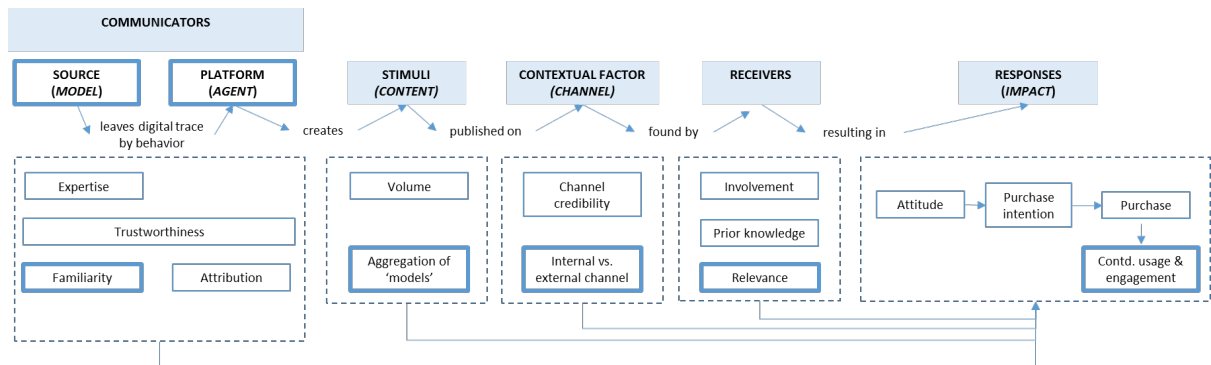 COMMUNICATORS
SOURCE
(MODEL)
PLATFORM
(AGENT)
STIMULI
(CONTENT)
CONTEXTUAL FACTOR
(CHANNEL)
RECEIVERS
RESPONSES
(IMPACT)
leaves digital trace
by behavior
creates
published on
found by
resulting in
Expertise
Trustworthiness
Familiarity
Attribution
Volume
Aggregation of
‘models’
Channel
credibility
Internal vs.
external channel
Involvement
Prior knowledge
Relevance
Attitude
Purchase
intention
Purchase
Contd. usage &
engagement